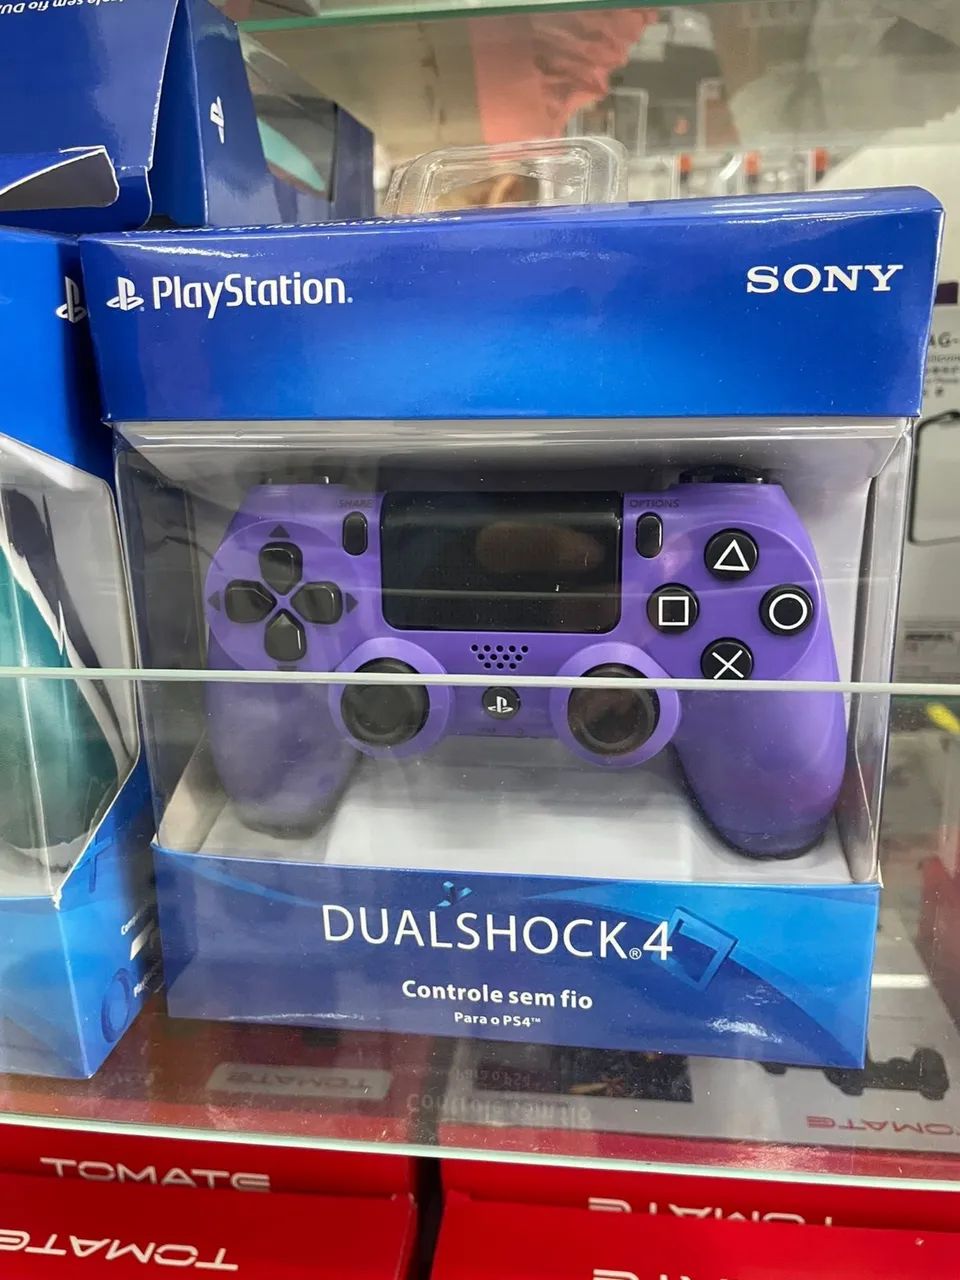 PlayStation®
SONY
SHARE
OPTIONS
DUALSHOCK®4
Controle sem fio
Para o PS4™
TOMATE
TOMATE
TOMATE
TOMATE